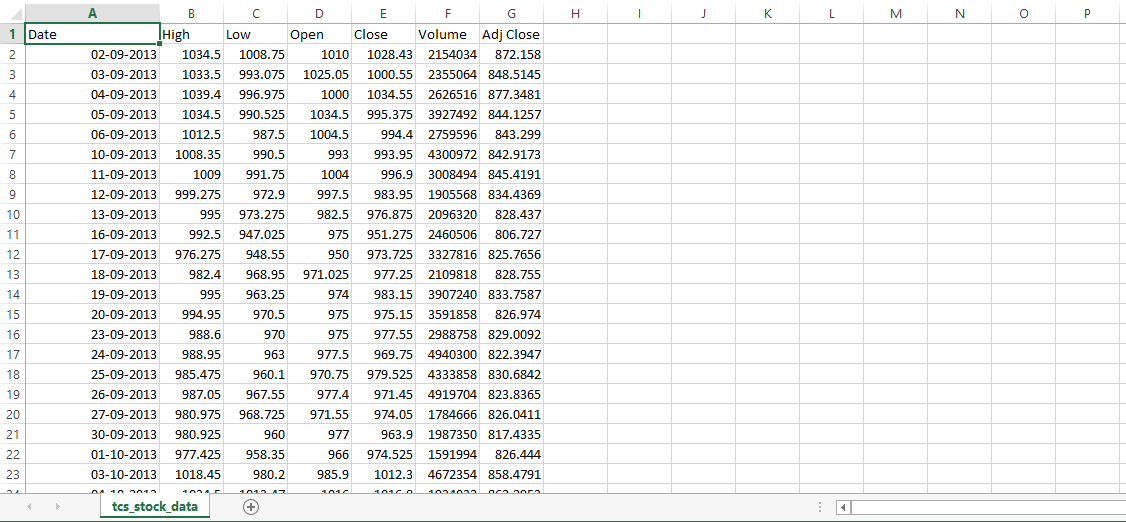 A B C D E F G H I J K L M N O P
1 Date High Low Open Close Volume Adj Close
2 02-09-2013 1034.5 1008.75 1010 1028.43 2154034 872.158
3 03-09-2013 1033.5 993.075 1025.05 1000.55 2355064 848.5145
4 04-09-2013 1039.4 996.975 1000 1034.55 2626516 877.3481
5 05-09-2013 1034.5 990.525 1034.5 995.375 3927492 844.1257
6 06-09-2013 1012.5 987.5 1004.5 994.4 2759596 843.299
7 10-09-2013 1008.35 990.5 993 993.95 4300972 842.9173
8 11-09-2013 1009 991.75 1004 996.9 3008494 845.4191
9 12-09-2013 999.275 972.9 997.5 983.95 1905568 834.4369
10 13-09-2013 995 973.275 982.5 976.875 2096320 828.437
11 16-09-2013 992.5 947.025 975 951.275 2460506 806.727
12 17-09-2013 976.275 948.55 950 973.725 3327816 825.7656
13 18-09-2013 982.4 968.95 971.025 977.25 2109818 828.755
14 19-09-2013 995 963.25 974 983.15 3907240 833.7587
15 20-09-2013 994.95 970.5 975 975.15 3591858 826.974
16 23-09-2013 988.6 970 975 977.55 2988758 829.0092
17 24-09-2013 988.95 963 977.5 969.75 4940300 822.3947
18 25-09-2013 985.475 960.1 970.75 979.525 4333858 830.6842
19 26-09-2013 987.05 967.55 977.4 971.45 4919704 823.8365
20 27-09-2013 980.975 968.725 971.55 974.05 1784666 826.0411
21 30-09-2013 980.925 960 977 963.9 1987350 817.4335
22 01-10-2013 977.425 958.35 966 974.525 1591994 826.444
23 03-10-2013 1018.45 980.2 985.9 1012.3 4672354 858.4791
tcs_stock_data